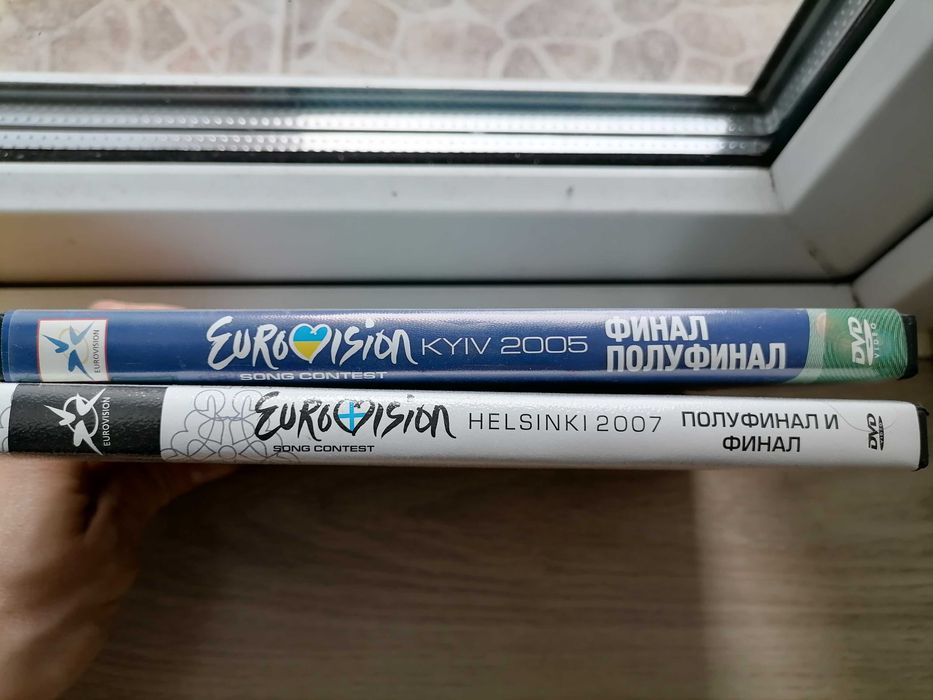 EUROVISION
EUROVISION KYIV 2005
SONG CONTEST
ФИНАЛ
ПОЛУФИНАЛ
DVD
VIDEO
EUROVISION
EUROVISION HELSINKI 2007
SONG CONTEST
ПОЛУФИНАЛ И
ФИНАЛ
DVD